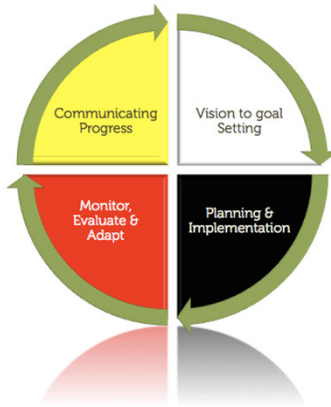 Communicating
Progress
Vision to goal
Setting
Monitor,
Evaluate &
Adapt
Planning &
Implementation